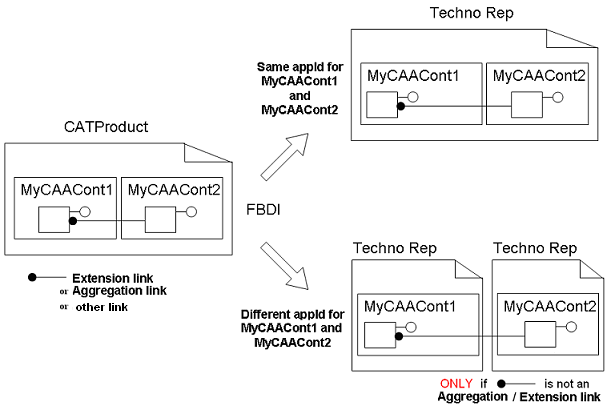 Techno Rep
Same appId for
MyCAACont1
and
MyCAACont2
MyCAACont1
MyCAACont2
CATProduct
MyCAACont1
MyCAACont2
FBDI
Extension link
or Aggregation link
or other link
Techno Rep
Techno Rep
Different appId for
MyCAACont1 and
MyCAACont2
MyCAACont1
MyCAACont2
ONLY if is not an
Aggregation / Extension link